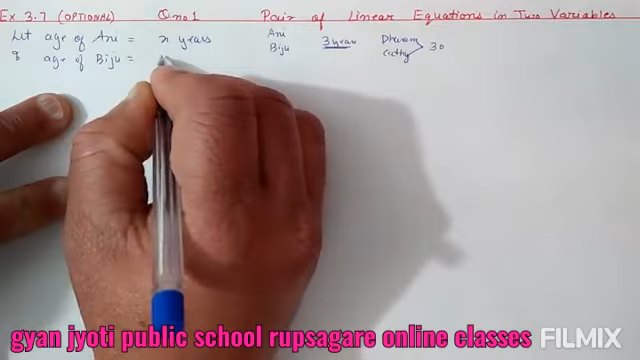 Ex 3.7 (OPTIONAL) Q no 1 Pair of Linear Equations in Two Variables
Let age of Ani = x years Ani 3 years Dharam
& age of Biju = Biju Cathy 30
gyan jyoti public school rupsagare online classes FILMIX